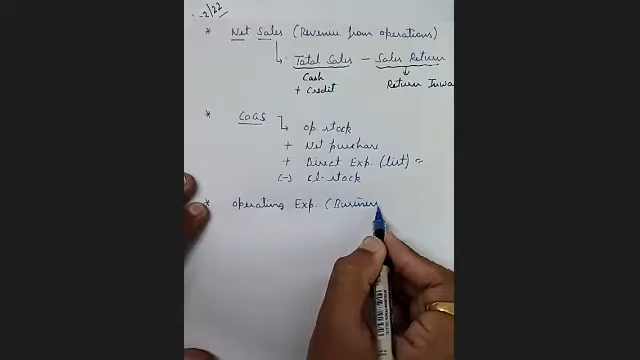 -2/22
* Net Sales (Revenue from operations)
Total Sales - Sales Return
Cash Return Inwa
+ Credit
* COGS
op stock
+ Net purchase
+ Direct Exp. (list) =
(-) cl. stock
* operating Exp. (Busines